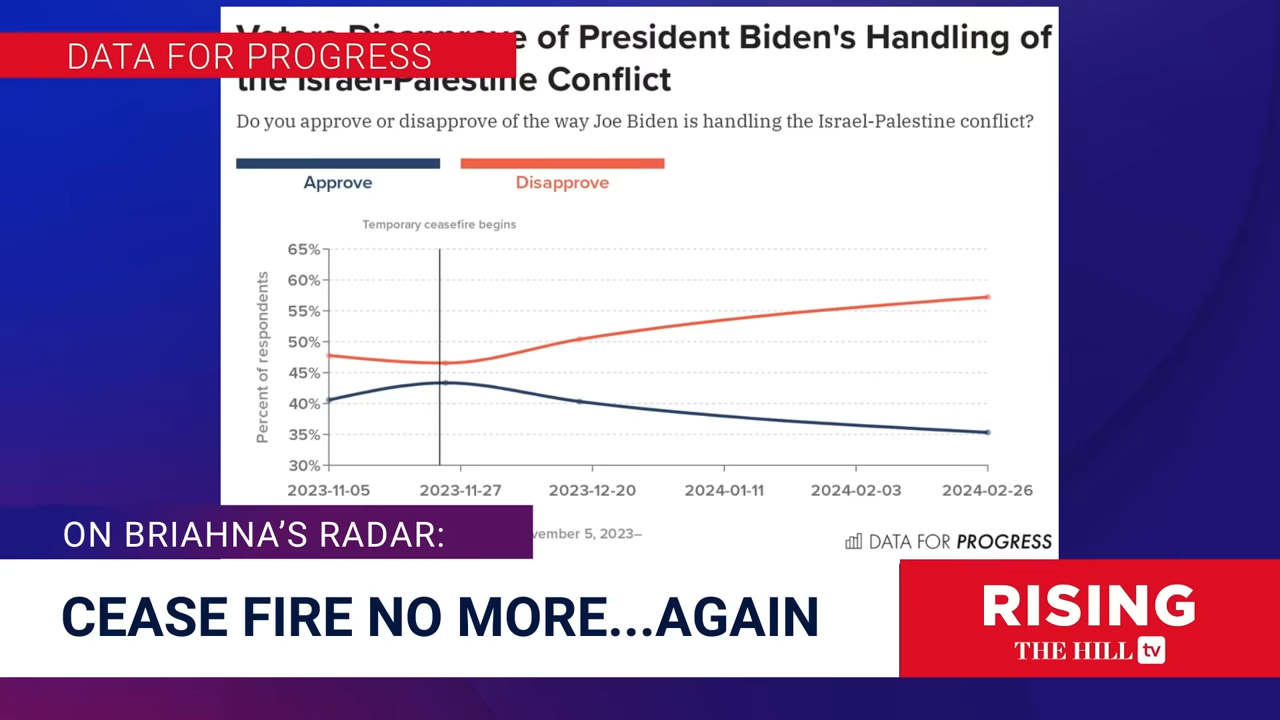 DATA FOR PROGRESS
of President Biden's Handling of
the Israel-Palestine Conflict
Do you approve or disapprove of the way Joe Biden is handling the Israel-Palestine conflict?
Approve Disapprove
Temporary ceasefire begins
Percent of respondents
65%
60%
55%
50%
45%
40%
35%
30%
2023-11-05 2023-11-27 2023-12-20 2024-01-11 2024-02-03 2024-02-26
ON BRIAHNA'S RADAR:
5, 2023–
DATA FOR PROGRESS
CEASE FIRE NO MORE...AGAIN
RISING
THE HILL tv